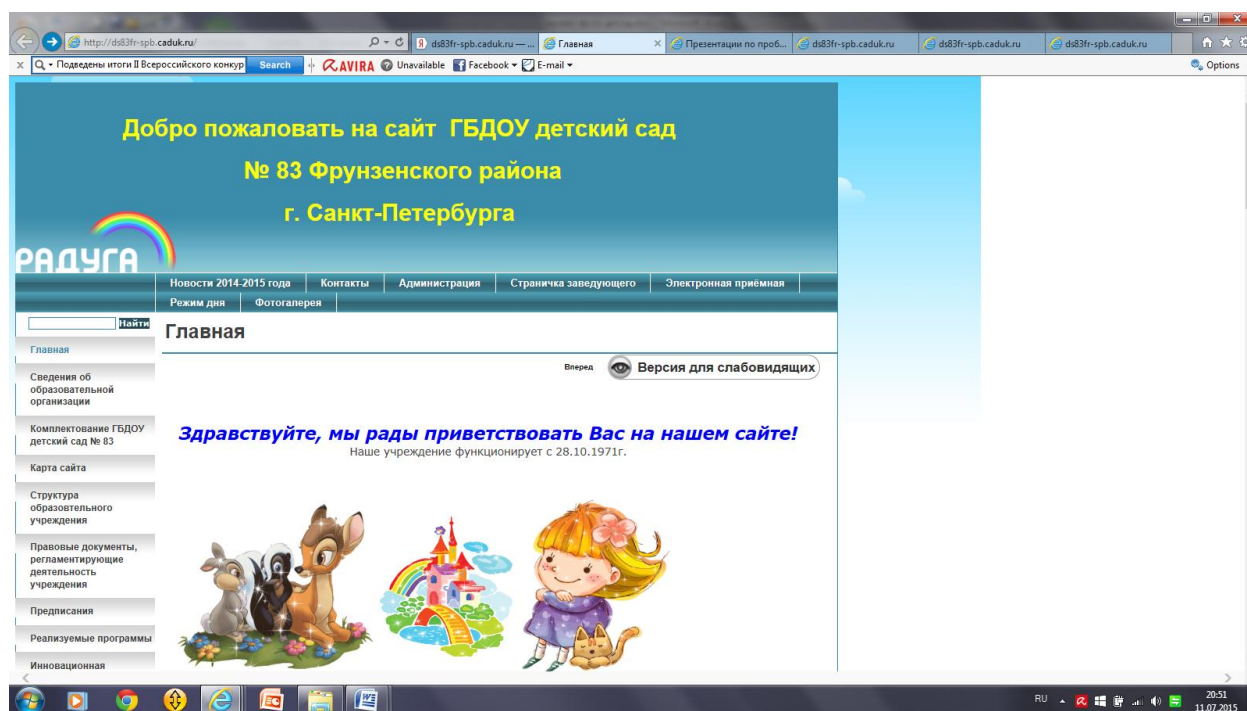 http://ds83fr-spb.caduk.ru/
ds83fr-spb.caduk.ru — ...
Главная
Презентации по проб...
ds83fr-spb.caduk.ru
ds83fr-spb.caduk.ru
ds83fr-spb.caduk.ru
Подведены итоги II Всероссийского конкур
Search
AVIRA
Unavailable
Facebook
E-mail
Options
Добро пожаловать на сайт ГБДОУ детский сад
№ 83 Фрунзенского района
г. Санкт-Петербурга
РАДУГА
Новости 2014-2015 года
Контакты
Администрация
Страничка заведующего
Электронная приёмная
Режим дня
Фотогалерея
Найти
Главная
Главная
Сведения об
образовательной
организации
Комплектование ГБДОУ
детский сад № 83
Карта сайта
Структура
образовтельного
учреждения
Правовые документы,
регламентирующие
деятельность
учреждения
Предписания
Реализуемые программы
Инновационная
Вперед
Версия для слабовидящих
Здравствуйте, мы рады приветствовать Вас на нашем сайте!
Наше учреждение функционирует с 28.10.1971г.
RU
20:51
11.07.2015